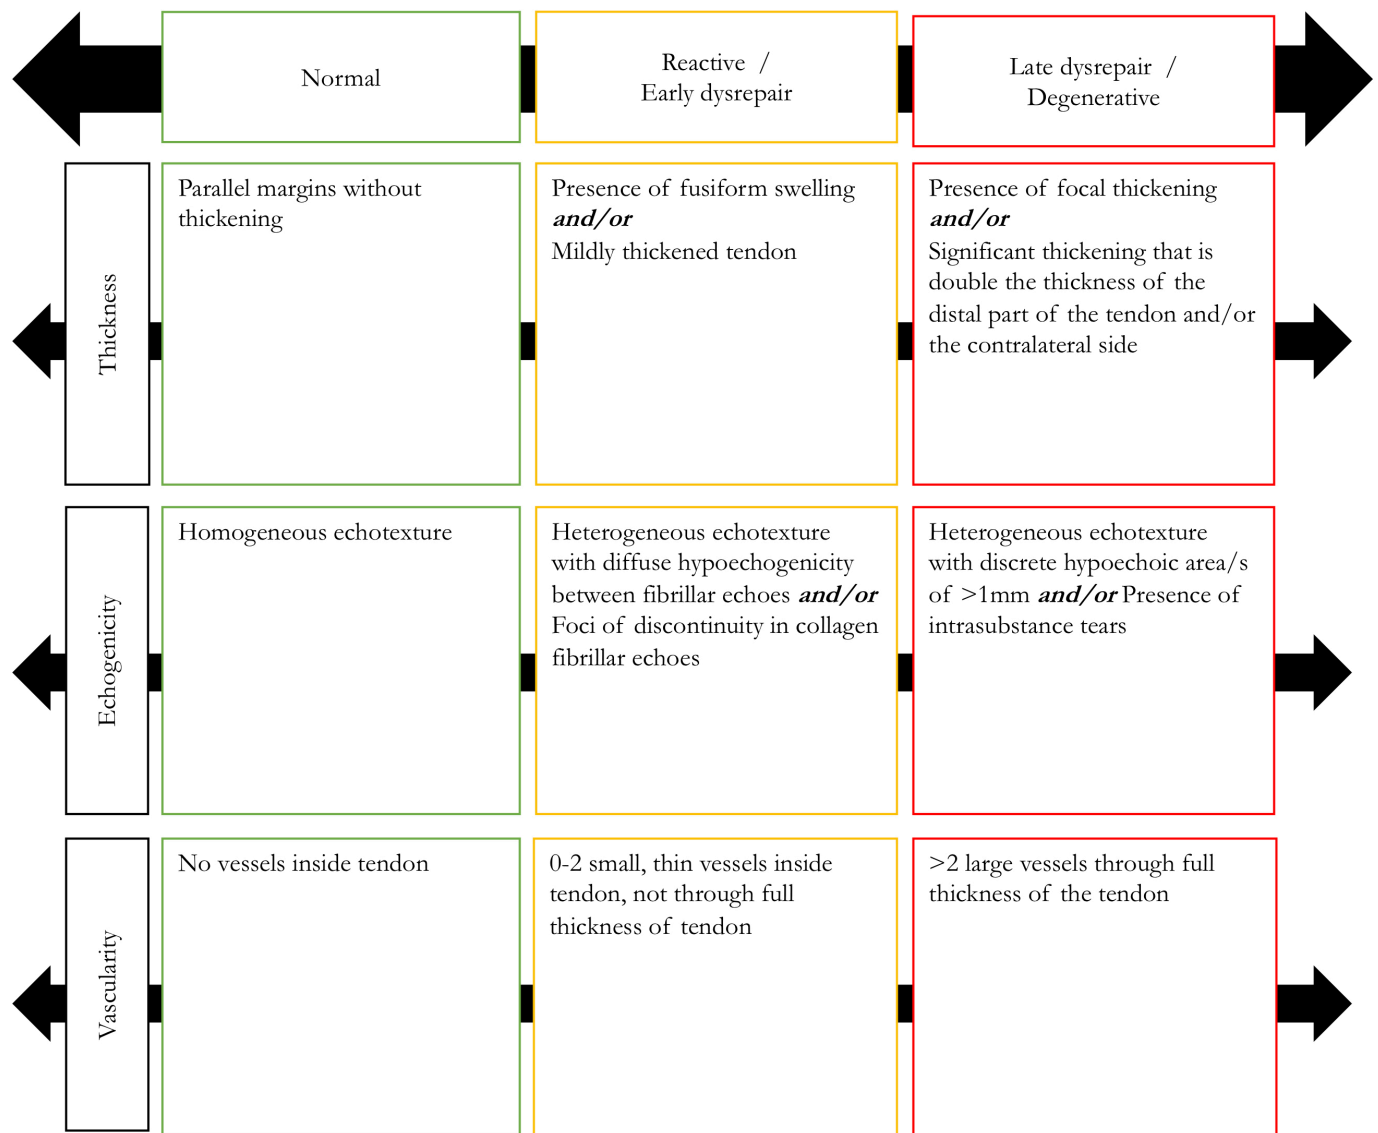 Normal
Reactive /
Early dysrepair
Late dysrepair /
Degenerative
Thickness
Parallel margins without
thickening
Presence of fusiform swelling
and/or
Mildly thickened tendon
Presence of focal thickening
and/or
Significant thickening that is
double the thickness of the
distal part of the tendon and/or
the contralateral side
Echogenicity
Homogeneous echotexture
Heterogeneous echotexture
with diffuse hypoechogenicity
between fibrillar echoes and/or
Foci of discontinuity in collagen
fibrillar echoes
Heterogeneous echotexture
with discrete hypoechoic area/s
of >1mm and/or Presence of
intrasubstance tears
Vascularity
No vessels inside tendon
0-2 small, thin vessels inside
tendon, not through full
thickness of tendon
>2 large vessels through full
thickness of the tendon